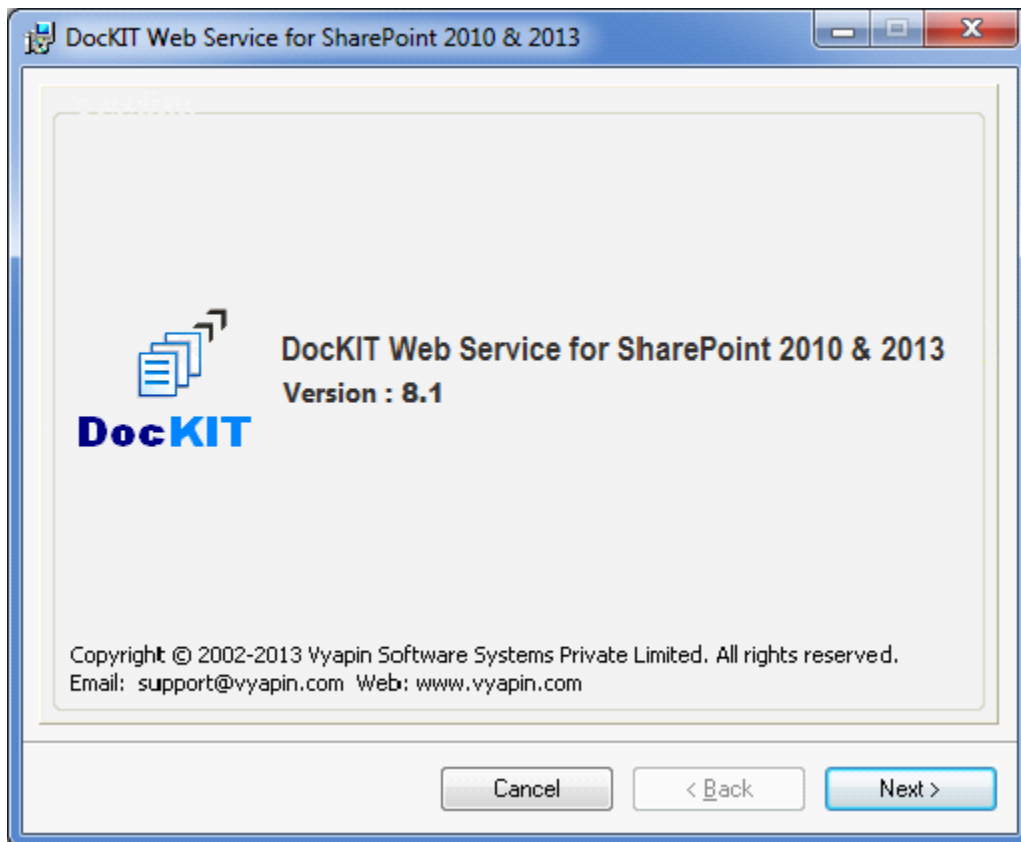 DocKIT Web Service for SharePoint 2010 & 2013
DocKIT Web Service for SharePoint 2010 & 2013
Version : 8.1
DocKIT
Copyright © 2002-2013 Vyapin Software Systems Private Limited. All rights reserved.
Email: support@vyapin.com Web: www.vyapin.com
Cancel
< Back
Next >